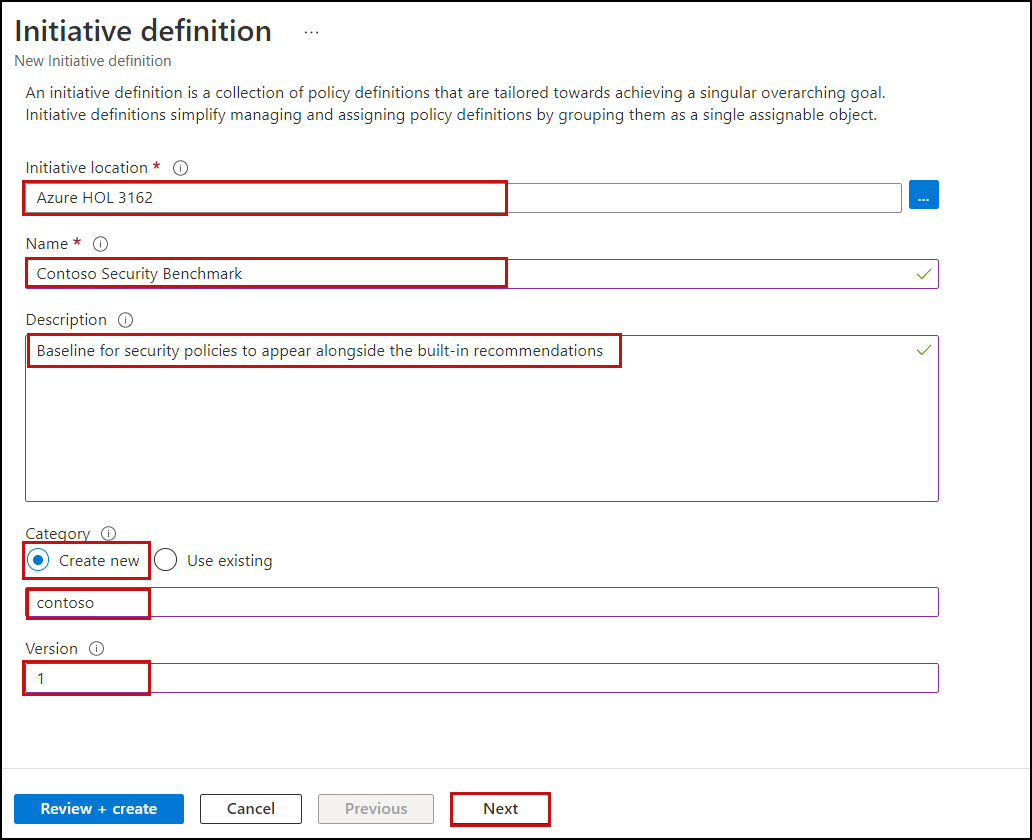 Initiative definition ...
New Initiative definition
An initiative definition is a collection of policy definitions that are tailored towards achieving a singular overarching goal.
Initiative definitions simplify managing and assigning policy definitions by grouping them as a single assignable object.
Initiative location *
Azure HOL 3162
...
Name *
Contoso Security Benchmark
Description
Baseline for security policies to appear alongside the built-in recommendations
Category
Create new Use existing
contoso
Version
1
Review + create Cancel Previous Next